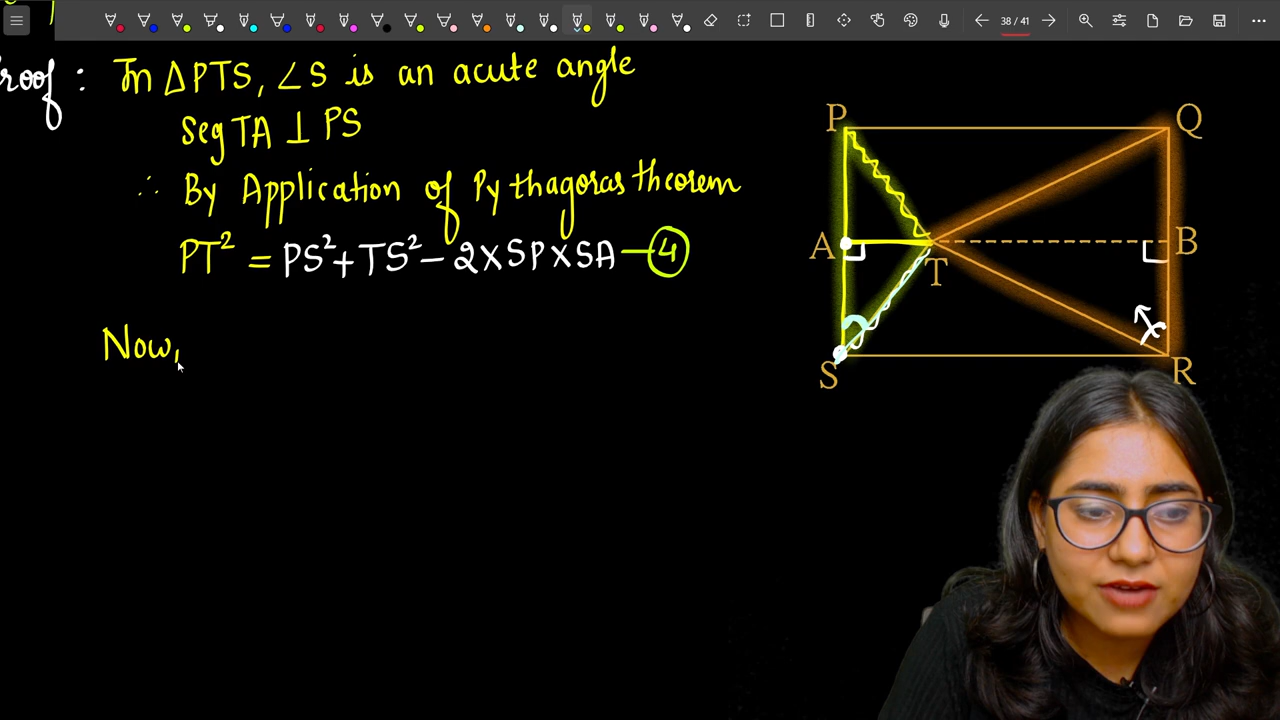 38 / 41
roof : In ΔPTS, ∠S is an acute angle
Seg TA ⊥ PS
∴ By Application of Pythagoras theorem
PT² = PS² + TS² − 2×SP×SA — ④
Now,
P
Q
A
T
B
x
S
R